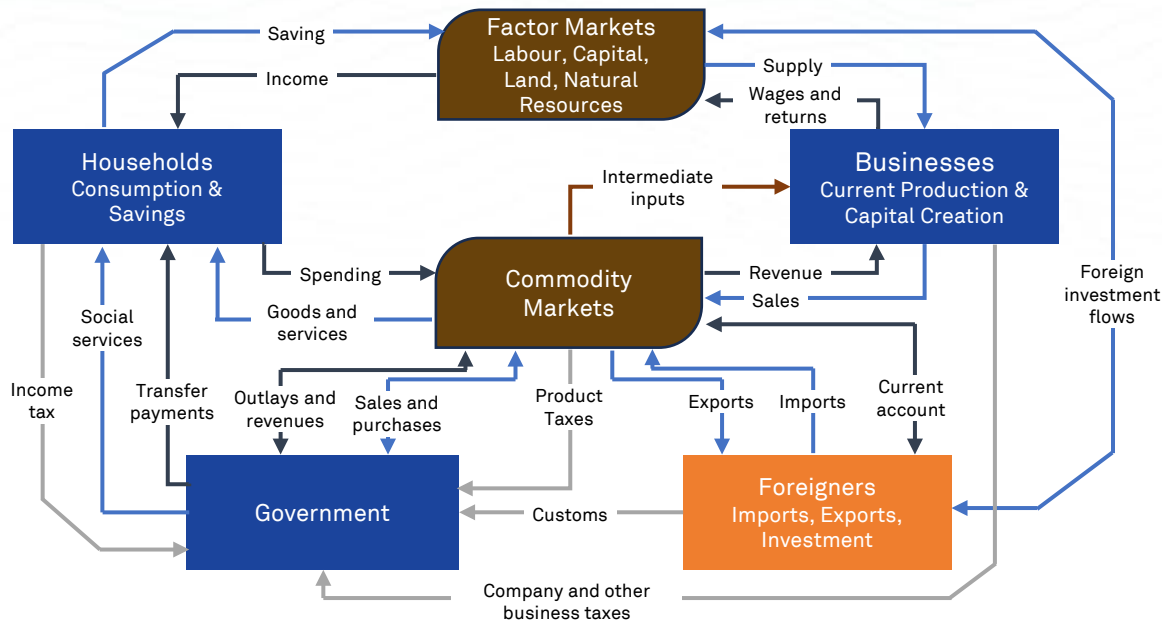 Saving
Factor Markets
Labour, Capital,
Land, Natural
Resources
Income
Supply
Wages and
returns
Households
Consumption &
Savings
Businesses
Current Production &
Capital Creation
Intermediate
inputs
Spending
Commodity
Markets
Revenue
Sales
Foreign
investment
flows
Goods and
services
Social
services
Income
tax
Transfer
payments
Outlays and
revenues
Sales and
purchases
Product
Taxes
Exports
Imports
Current
account
Government
Customs
Foreigners
Imports, Exports,
Investment
Company and other
business taxes